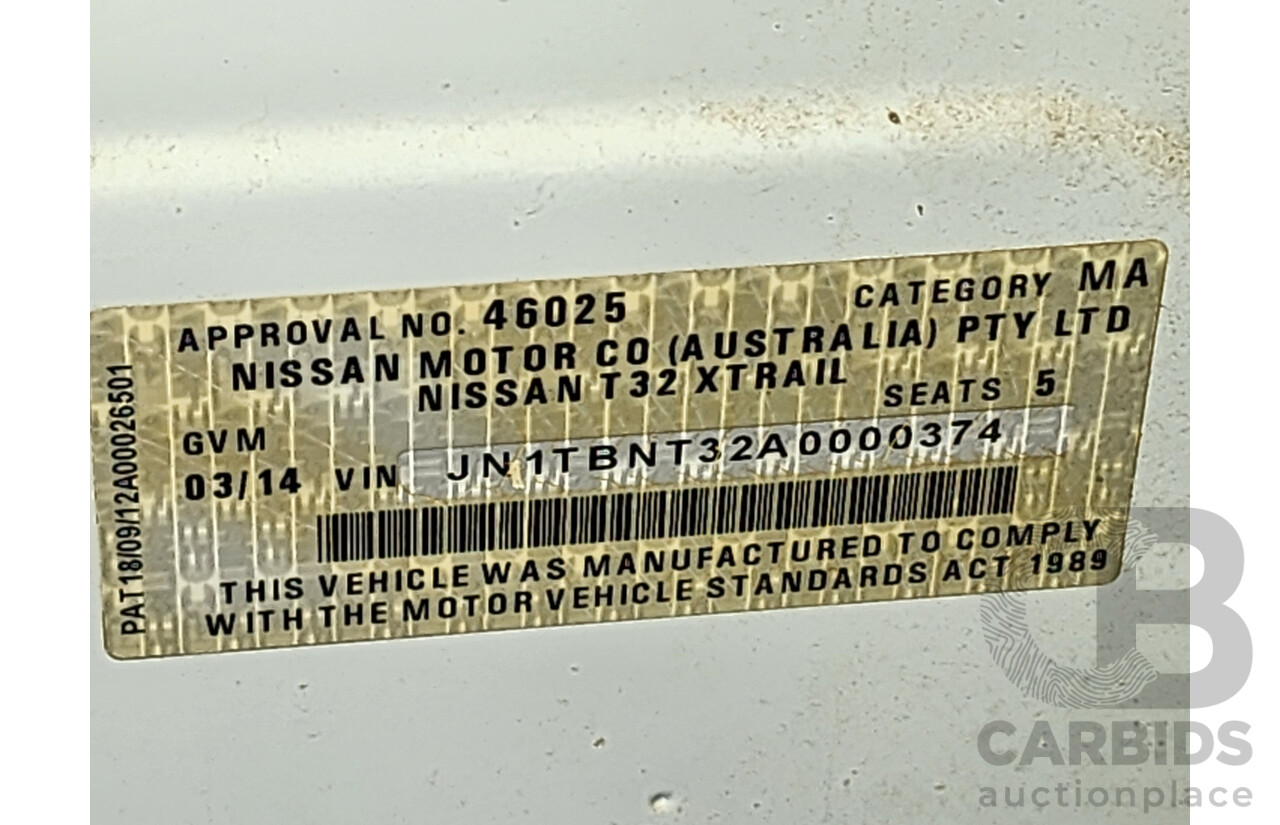 APPROVAL NO. 46025 CATEGORY MA
NISSAN MOTOR CO (AUSTRALIA) PTY LTD
NISSAN T32 XTRAIL
SEATS 5
GVM
03/14 VIN JN1TBNT32A0000374
THIS VEHICLE WAS MANUFACTURED TO COMPLY
WITH THE MOTOR VEHICLE STANDARDS ACT 1989
PAT18/09/12A00026501
CB
CARBIDS
auctionplace